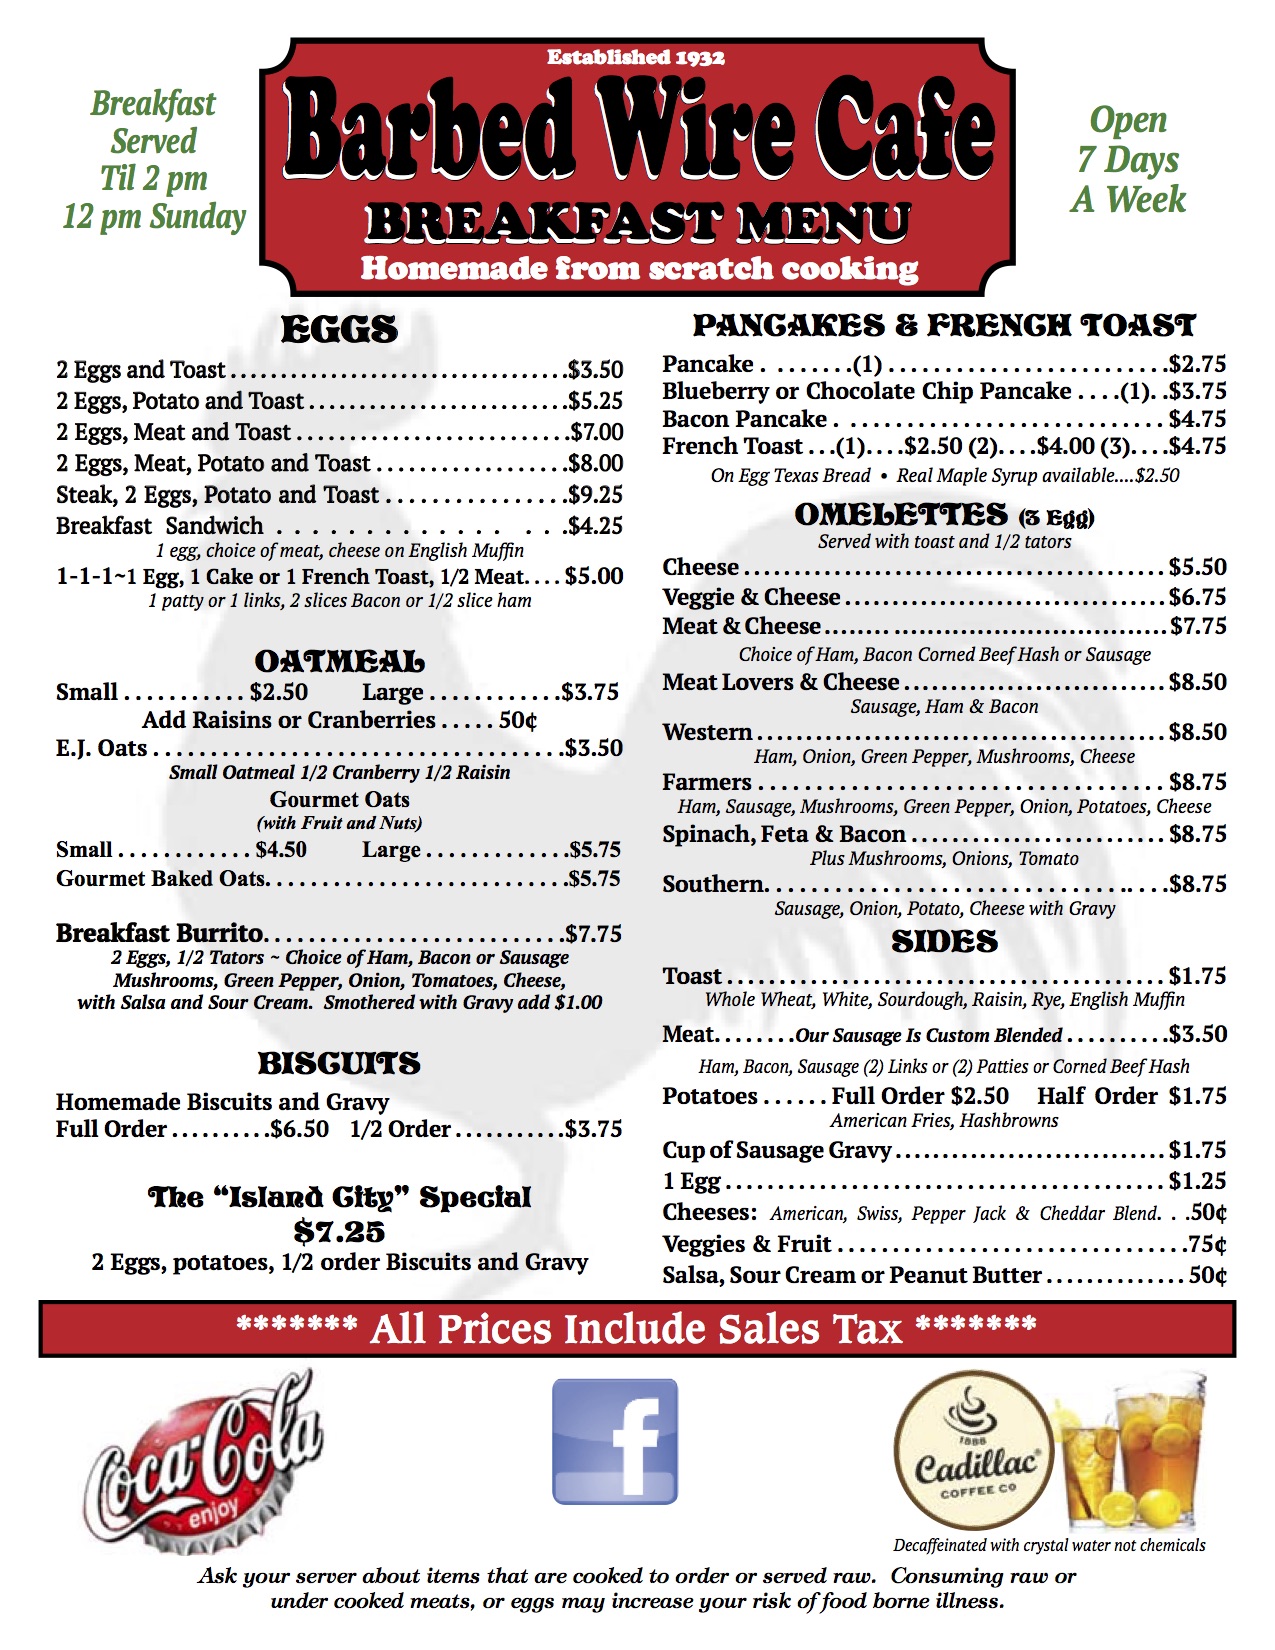 Breakfast
Served
Til 2 pm
12 pm Sunday
Established 1932
Barbed Wire Cafe
BREAKFAST MENU
Homemade from scratch cooking
Open
7 Days
A Week
EGGS
2 Eggs and Toast..................................$3.50
2 Eggs, Potato and Toast..........................$5.25
2 Eggs, Meat and Toast...........................$7.00
2 Eggs, Meat, Potato and Toast...................$8.00
Steak, 2 Eggs, Potato and Toast..................$9.25
Breakfast Sandwich . . . . . . . . . . . . . . .$4.25
1 egg, choice of meat, cheese on English Muffin
1-1-1~1 Egg, 1 Cake or 1 French Toast, 1/2 Meat....$5.00
1 patty or 1 links, 2 slices Bacon or 1/2 slice ham
OATMEAL
Small...........$2.50 Large............$3.75
Add Raisins or Cranberries.....50¢
E.J. Oats.....................................$3.50
Small Oatmeal 1/2 Cranberry 1/2 Raisin
Gourmet Oats
(with Fruit and Nuts)
Small............$4.50 Large.............$5.75
Gourmet Baked Oats...........................$5.75
Breakfast Burrito...........................$7.75
2 Eggs, 1/2 Tators ~ Choice of Ham, Bacon or Sausage
Mushrooms, Green Pepper, Onion, Tomatoes, Cheese,
with Salsa and Sour Cream. Smothered with Gravy add $1.00
BISCUITS
Homemade Biscuits and Gravy
Full Order..........$6.50 1/2 Order...........$3.75
The “Island City” Special
$7.25
2 Eggs, potatoes, 1/2 order Biscuits and Gravy
PANCAKES & FRENCH TOAST
Pancake. .......(1).........................$2.75
Blueberry or Chocolate Chip Pancake....(1)..$3.75
Bacon Pancake. ............................$4.75
French Toast...(1)....$2.50 (2)....$4.00 (3)....$4.75
On Egg Texas Bread • Real Maple Syrup available....$2.50
OMELETTES (3 Egg)
Served with toast and 1/2 tators
Cheese..........................................$5.50
Veggie & Cheese................................$6.75
Meat & Cheese..................................$7.75
Choice of Ham, Bacon Corned Beef Hash or Sausage
Meat Lovers & Cheese..........................$8.50
Sausage, Ham & Bacon
Western.........................................$8.50
Ham, Onion, Green Pepper, Mushrooms, Cheese
Farmers....................................$8.75
Ham, Sausage, Mushrooms, Green Pepper, Onion, Potatoes, Cheese
Spinach, Feta & Bacon........................$8.75
Plus Mushrooms, Onions, Tomato
Southern....................................$8.75
Sausage, Onion, Potato, Cheese with Gravy
SIDES
Toast...........................................$1.75
Whole Wheat, White, Sourdough, Raisin, Rye, English Muffin
Meat........Our Sausage Is Custom Blended..........$3.50
Ham, Bacon, Sausage (2) Links or (2) Patties or Corned Beef Hash
Potatoes......Full Order $2.50 Half Order $1.75
American Fries, Hashbrowns
Cup of Sausage Gravy...........................$1.75
1 Egg.......................................$1.25
Cheeses: American, Swiss, Pepper Jack & Cheddar Blend. . .50¢
Veggies & Fruit................................75¢
Salsa, Sour Cream or Peanut Butter..............50¢
******* All Prices Include Sales Tax *******
Coca-Cola
enjoy
f
1888
Cadillac®
COFFEE CO
Decaffeinated with crystal water not chemicals
Ask your server about items that are cooked to order or served raw. Consuming raw or
under cooked meats, or eggs may increase your risk of food borne illness.